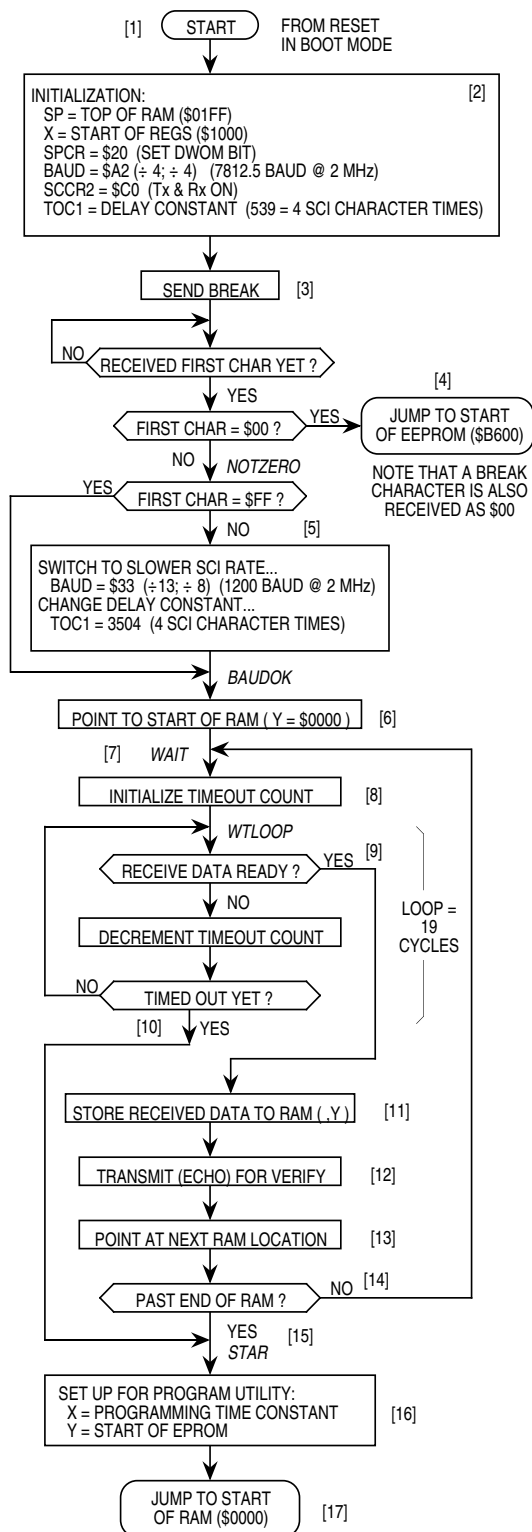 [1] START FROM RESET
IN BOOT MODE
[2]
INITIALIZATION:
SP = TOP OF RAM ($01FF)
X = START OF REGS ($1000)
SPCR = $20 (SET DWOM BIT)
BAUD = $A2 (÷ 4; ÷ 4) (7812.5 BAUD @ 2 MHz)
SCCR2 = $C0 (Tx & Rx ON)
TOC1 = DELAY CONSTANT (539 = 4 SCI CHARACTER TIMES)
SEND BREAK [3]
NO RECEIVED FIRST CHAR YET ?
YES
[4]
FIRST CHAR = $00 ? YES JUMP TO START
OF EEPROM ($B600)
NO NOTZERO
NOTE THAT A BREAK
CHARACTER IS ALSO
RECEIVED AS $00
YES FIRST CHAR = $FF ?
NO [5]
SWITCH TO SLOWER SCI RATE...
BAUD = $33 (÷13; ÷ 8) (1200 BAUD @ 2 MHz)
CHANGE DELAY CONSTANT...
TOC1 = 3504 (4 SCI CHARACTER TIMES)
BAUDOK
POINT TO START OF RAM ( Y = $0000 ) [6]
[7] WAIT
INITIALIZE TIMEOUT COUNT [8]
WTLOOP
RECEIVE DATA READY ? YES [9]
NO
LOOP =
19
CYCLES
DECREMENT TIMEOUT COUNT
NO TIMED OUT YET ?
[10] YES
STORE RECEIVED DATA TO RAM ( ,Y ) [11]
TRANSMIT (ECHO) FOR VERIFY [12]
POINT AT NEXT RAM LOCATION [13]
PAST END OF RAM ? NO [14]
YES [15]
STAR
SET UP FOR PROGRAM UTILITY:
X = PROGRAMMING TIME CONSTANT
Y = START OF EPROM
[16]
JUMP TO START
OF RAM ($0000)
[17]